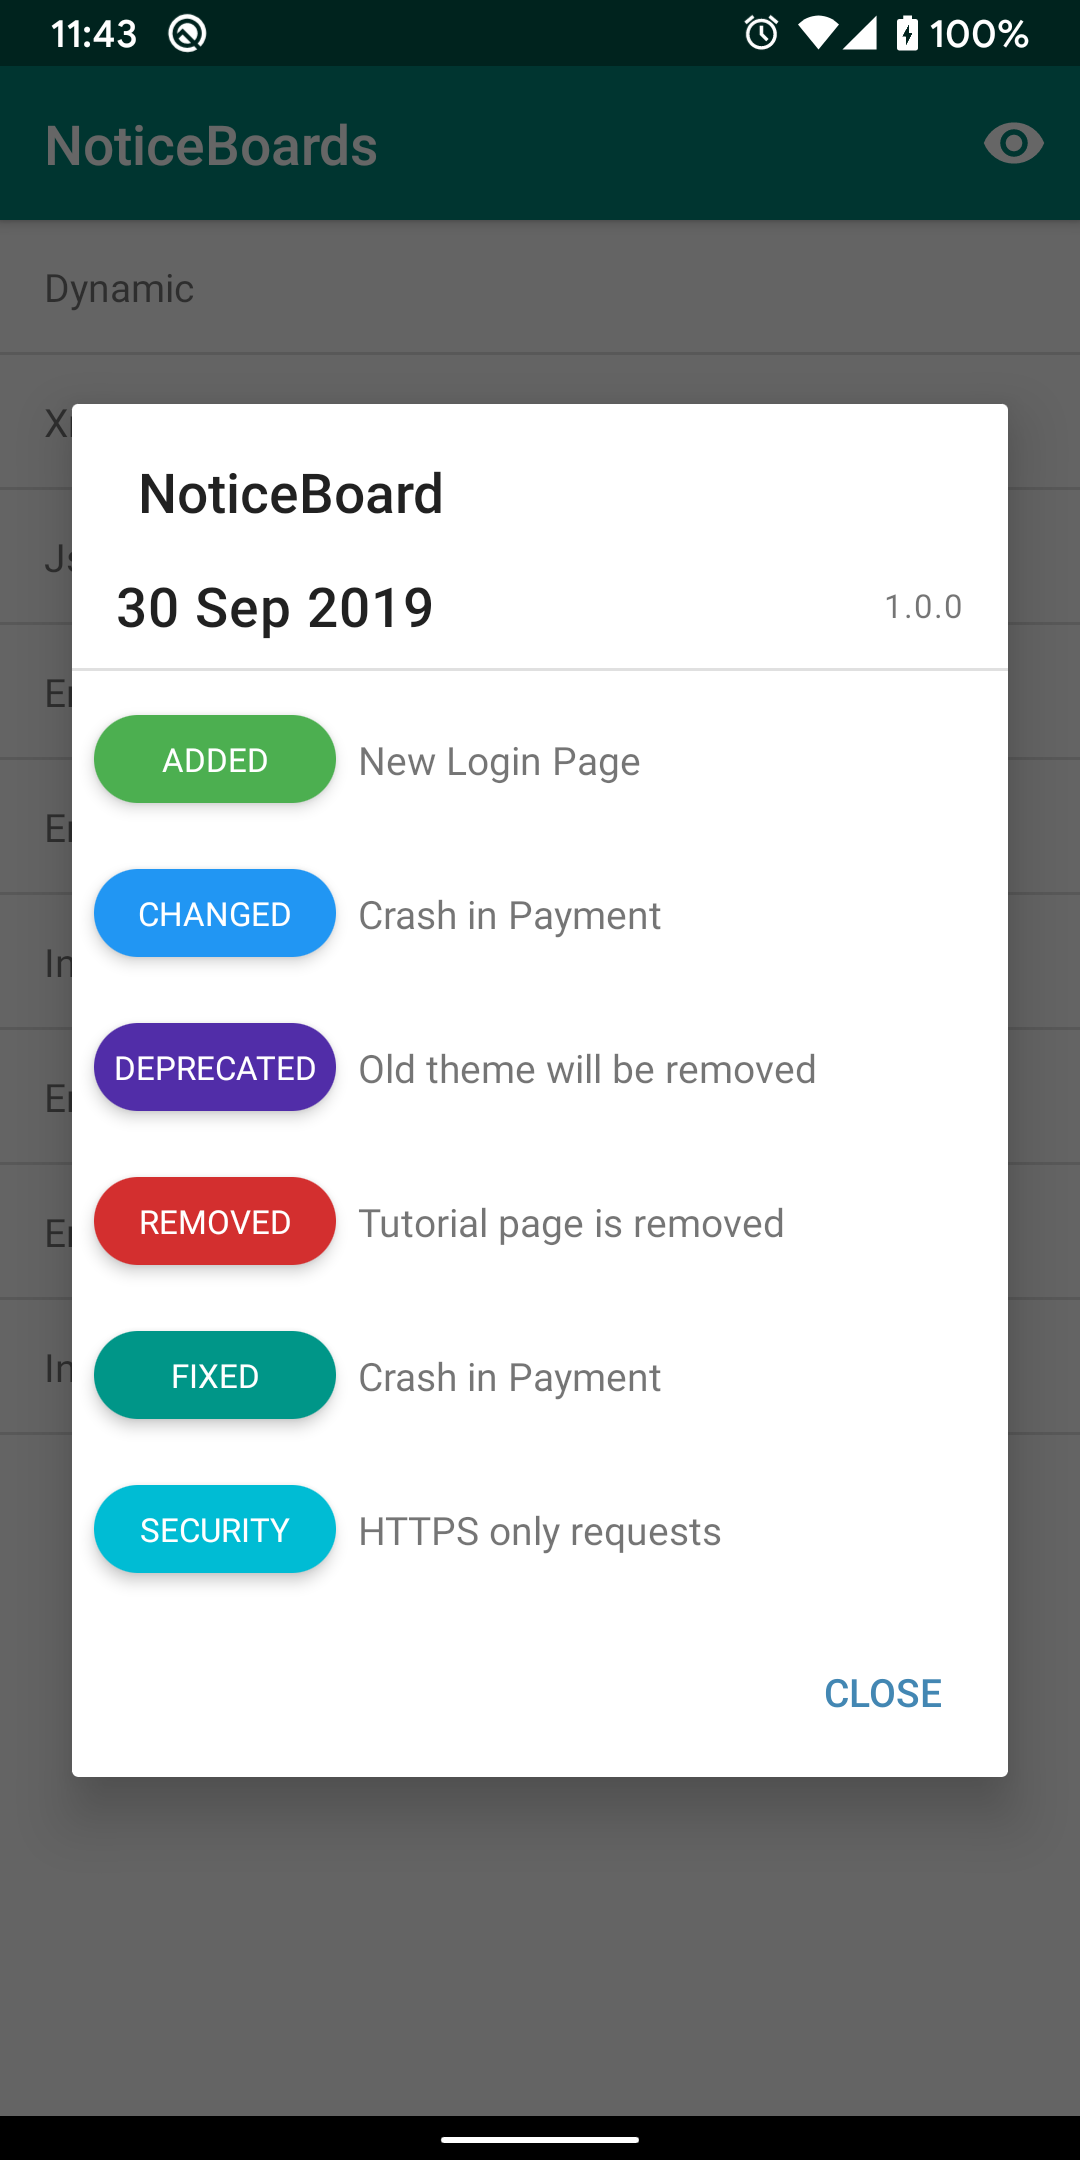 11:43
100%
NoticeBoards
Dynamic
NoticeBoard
30 Sep 2019 1.0.0
ADDED New Login Page
CHANGED Crash in Payment
DEPRECATED Old theme will be removed
REMOVED Tutorial page is removed
FIXED Crash in Payment
SECURITY HTTPS only requests
CLOSE